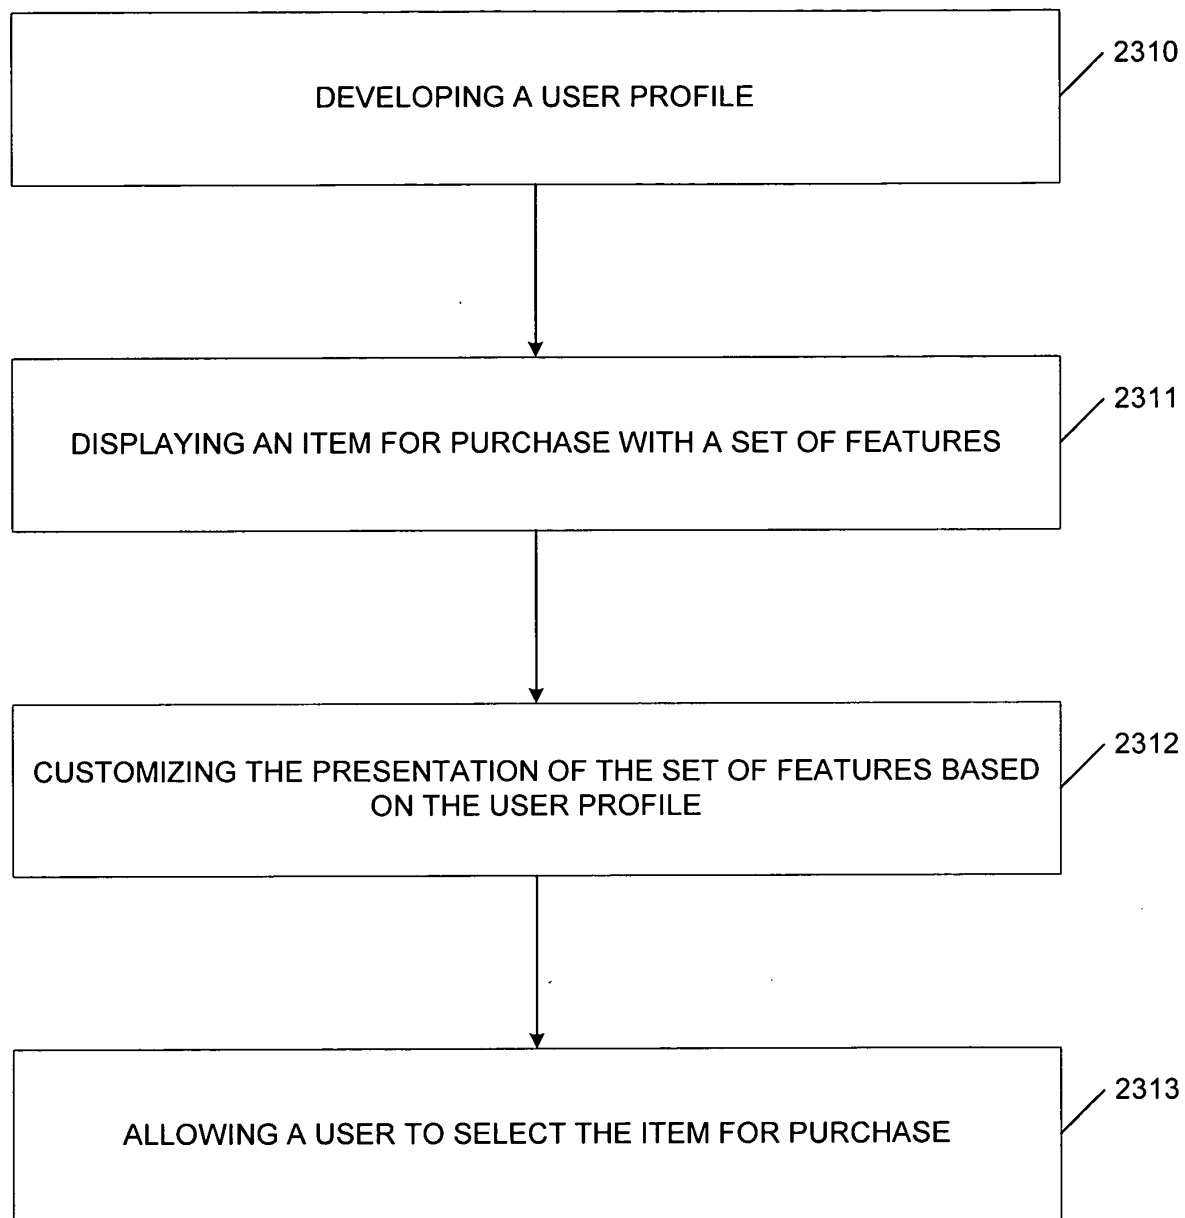 2310
DEVELOPING A USER PROFILE
2311
DISPLAYING AN ITEM FOR PURCHASE WITH A SET OF FEATURES
2312
CUSTOMIZING THE PRESENTATION OF THE SET OF FEATURES BASED
ON THE USER PROFILE
2313
ALLOWING A USER TO SELECT THE ITEM FOR PURCHASE